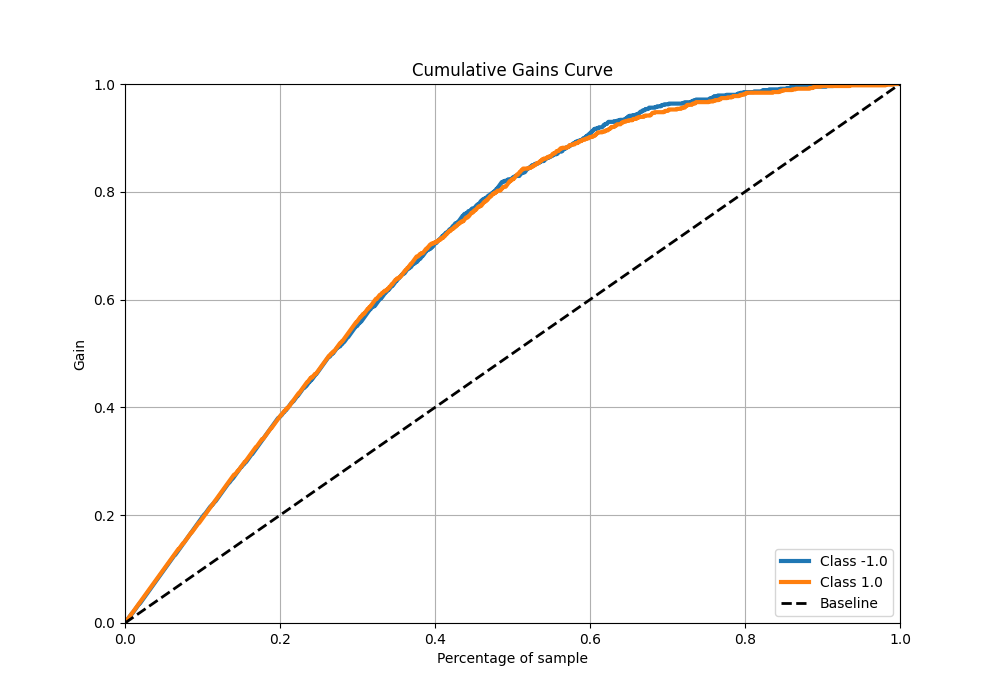 Cumulative Gains Curve
1.0
0.8
0.6
0.4
0.2
0.0
Gain
0.0 0.2 0.4 0.6 0.8 1.0
Percentage of sample
Class -1.0
Class 1.0
Baseline